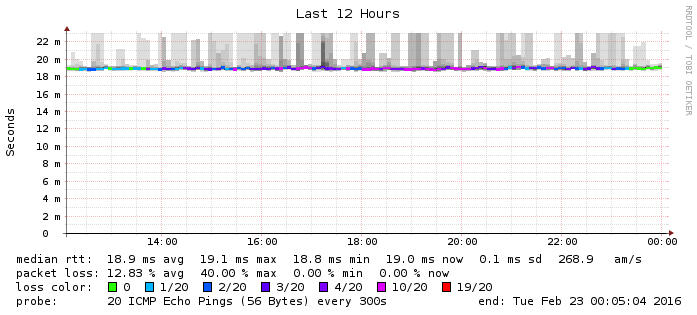 Last 12 Hours
RRDTOOL / TOBI OETIKER
Seconds
22 m
20 m
18 m
16 m
14 m
12 m
10 m
8 m
6 m
4 m
2 m
0
14:00 16:00 18:00 20:00 22:00 00:00
median rtt: 18.9 ms avg 19.1 ms max 18.8 ms min 19.0 ms now 0.1 ms sd 268.9 am/s
packet loss: 12.83 % avg 40.00 % max 0.00 % min 0.00 % now
loss color: 0 1/20 2/20 3/20 4/20 10/20 19/20
probe: 20 ICMP Echo Pings (56 Bytes) every 300s end: Tue Feb 23 00:05:04 2016